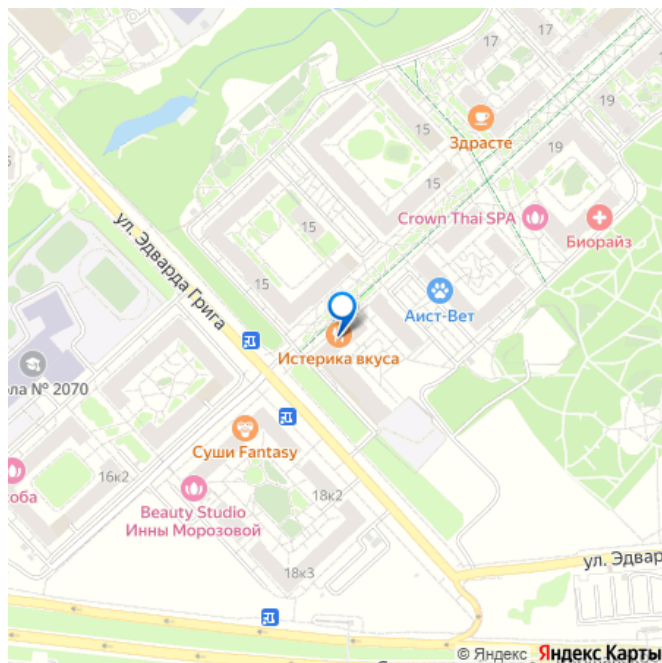 17
17
19
Здрасте
15
19
15
Crown Thai SPA
Биорайз
ул. Эдварда Грига
15
15
Аист-Вет
Истерика вкуса
ола № 2070
Суши Fantasy
16к2
соба
18к2
Beauty Studio
Инны Морозовой
ул. Эдвар
18к3
© Яндекс Яндекс Карты